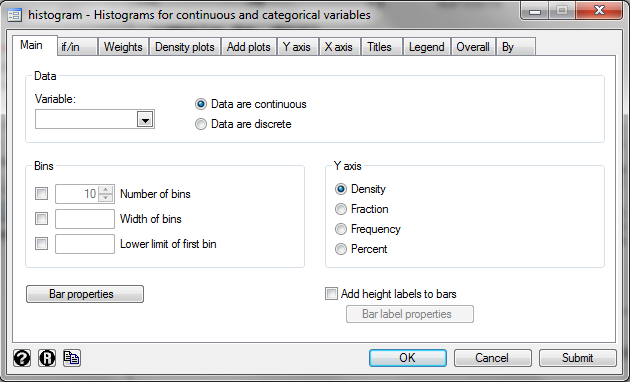 histogram - Histograms for continuous and categorical variables
Main if/in Weights Density plots Add plots Y axis X axis Titles Legend Overall By
Data
Variable:
Data are continuous
Data are discrete
Bins
10 Number of bins
Width of bins
Lower limit of first bin
Y axis
Density
Fraction
Frequency
Percent
Bar properties
Add height labels to bars
Bar label properties
? R OK Cancel Submit